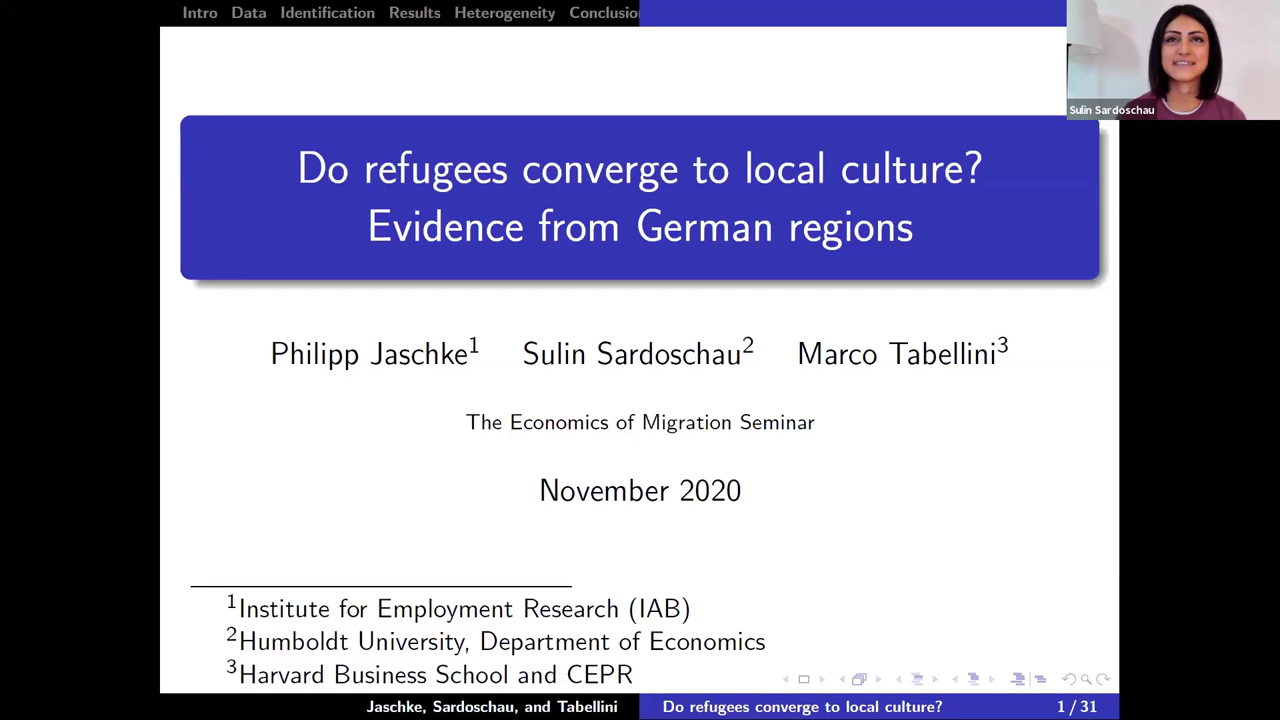 Intro Data Identification Results Heterogeneity Conclusion
Sulin Sardoschau
Do refugees converge to local culture?
Evidence from German regions
Philipp Jaschke1 Sulin Sardoschau2 Marco Tabellini3
The Economics of Migration Seminar
November 2020
1Institute for Employment Research (IAB)
2Humboldt University, Department of Economics
3Harvard Business School and CEPR
Jaschke, Sardoschau, and Tabellini Do refugees converge to local culture? 1 / 31